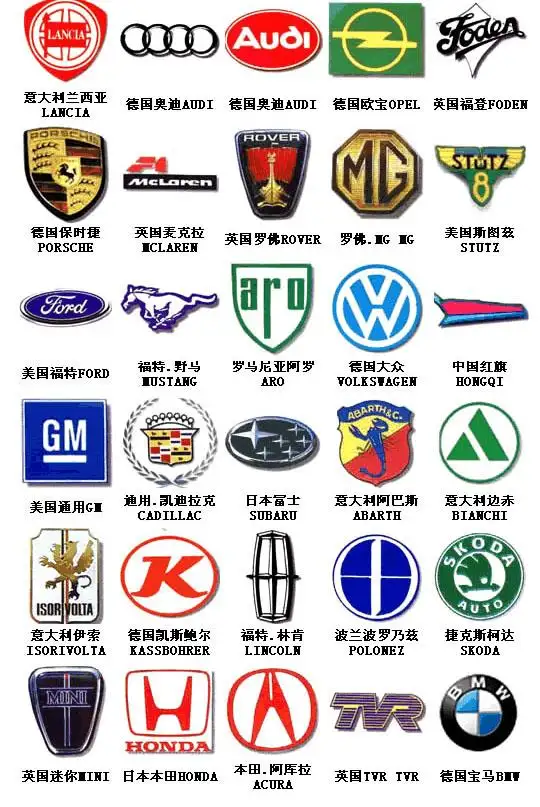 LANCIA
Audi
Foden
意大利兰西亚
LANCIA
德国奥迪AUDI
德国奥迪AUDI
德国欧宝OPEL
英国福登FODEN
PORSCHE
McLaren
ROVER
MG
STUTZ
8
德国保时捷
PORSCHE
英国麦克拉
MCLAREN
英国罗佛ROVER
罗佛.MG MG
美国斯图兹
STUTZ
Ford
aro
VW
美国福特FORD
福特.野马
MUSTANG
罗马尼亚阿罗
ARO
德国大众
VOLKSWAGEN
中国红旗
HONGQI
GM
ABARTH&C.
美国通用GM
通用.凯迪拉克
CADILLAC
日本富士
SUBARU
意大利阿巴斯
ABARTH
意大利边赤
BIANCHI
ISORIVOLTA
K
SKODA
AUTO
意大利伊索
ISORIVOLTA
德国凯斯鲍尔
KASSBOHRER
福特.林肯
LINCOLN
波兰波罗乃兹
POLONEZ
捷克斯柯达
SKODA
MINI
HONDA
TVR
BMW
英国迷你MINI
日本本田HONDA
本田.阿库拉
ACURA
英国TVR TVR
德国宝马BMW